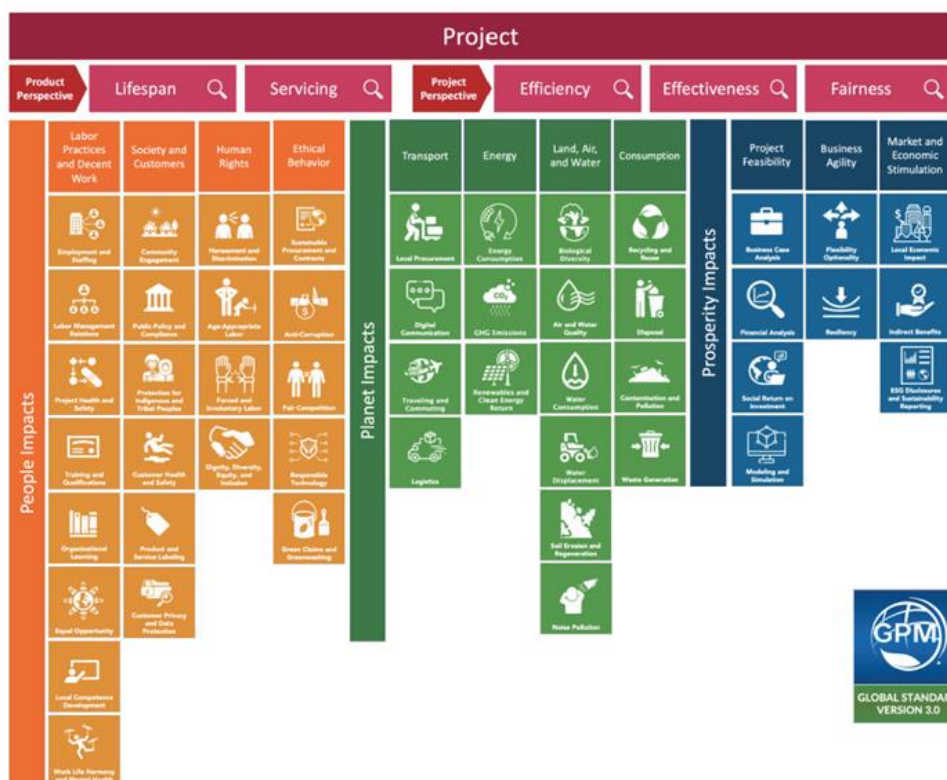 Project
Product
Perspective
Lifespan
Servicing
Project
Perspective
Efficiency
Effectiveness
Fairness
People Impacts
Labor
Practices
and Decent
Work
Employment and
Staffing
Labor Management
Relations
Project Health and
Safety
Training and
Qualifications
Organizational
Learning
Equal Opportunity
Local Competence
Development
Work Life Harmony
and Mental Health
Society and
Customers
Community
Engagement
Public Policy and
Compliance
Protection for
Indigenous and
Tribal Peoples
Customer Health
and Safety
Product and
Service Labeling
Customer Privacy
and Data
Protection
Human
Rights
Harassment and
Discrimination
Age-Appropriate
Labor
Forced and
Involuntary Labor
Dignity, Diversity,
Equity, and
Inclusion
Ethical
Behavior
Sustainable
Procurement and
Contracts
Anti-Corruption
Fair Competition
Responsible
Technology
Green Claims and
Greenwashing
Planet Impacts
Transport
Local Procurement
Digital
Communication
Traveling and
Commuting
Logistics
Energy
Energy
Consumption
CO₂
GHG Emissions
Renewables and
Clean Energy
Return
Land, Air,
and Water
Biological
Diversity
Air and Water
Quality
Water
Consumption
Water
Displacement
Soil Erosion and
Regeneration
Noise Pollution
Consumption
Recycling and
Reuse
Disposal
Contamination and
Pollution
Waste Generation
Prosperity Impacts
Project
Feasibility
Business Case
Analysis
Financial Analysis
Social Return on
Investment
Modeling and
Simulation
Business
Agility
Flexibility
Optionality
Resiliency
Market and
Economic
Stimulation
Local Economic
Impact
Indirect Benefits
ESG Disclosures
and Sustainability
Reporting
GPM
GLOBAL STANDAR
VERSION 3.0